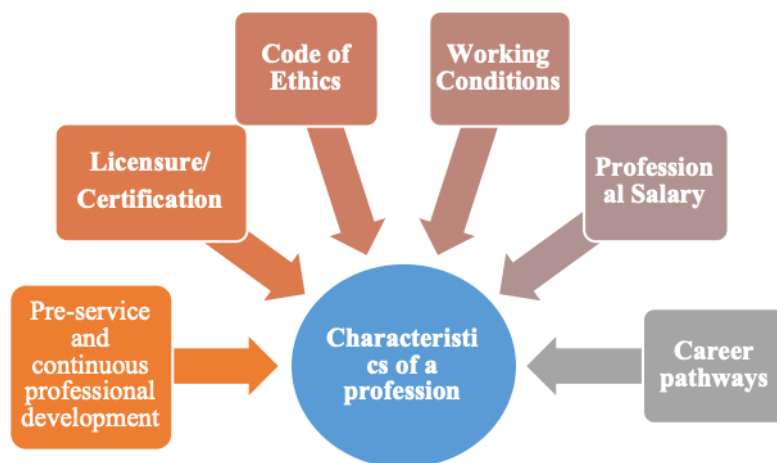 Code of
Ethics
Working
Conditions
Licensure/
Certification
Profession
al Salary
Pre-service
and
continuous
professional
development
Characteristi
cs of a
profession
Career
pathways